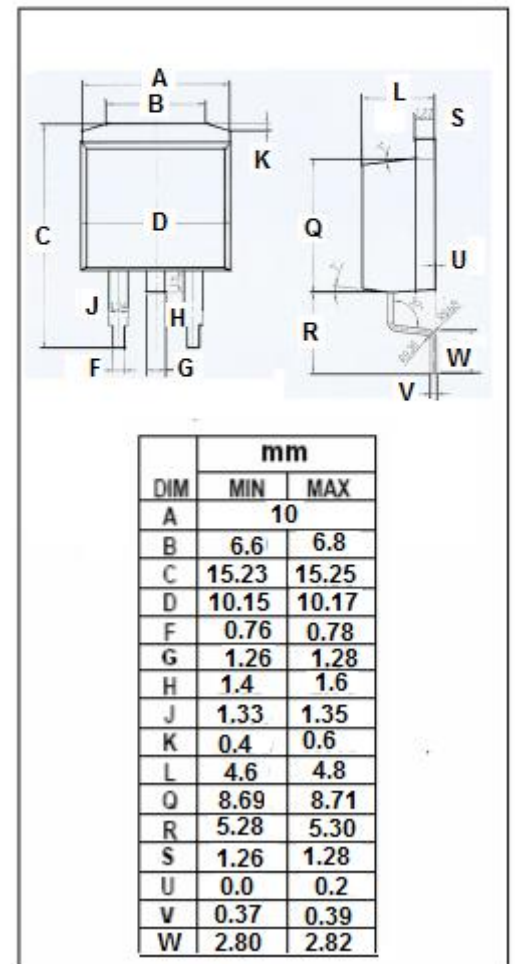 A
B
L
S
K
C
D
Q
U
J
H
R
W
F
G
V
mm
DIM MIN MAX
A 10
B 6.6 6.8
C 15.23 15.25
D 10.15 10.17
F 0.76 0.78
G 1.26 1.28
H 1.4 1.6
J 1.33 1.35
K 0.4 0.6
L 4.6 4.8
Q 8.69 8.71
R 5.28 5.30
S 1.26 1.28
U 0.0 0.2
V 0.37 0.39
W 2.80 2.82